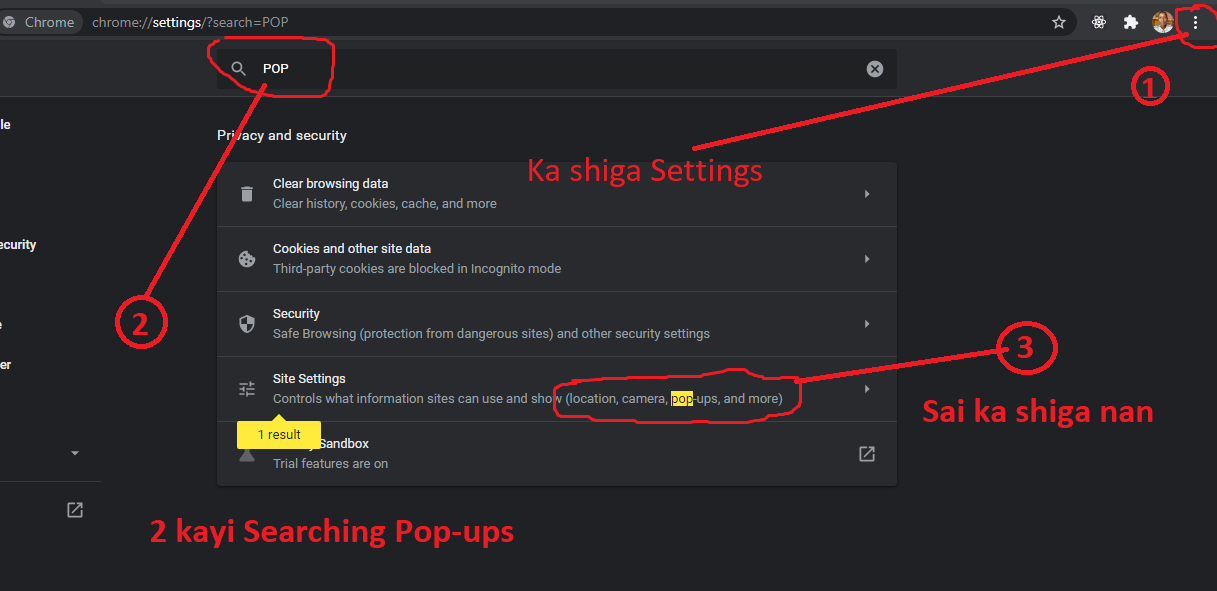 Chrome chrome://settings/?search=POP
POP
1
le
Privacy and security
Ka shiga Settings
Clear browsing data
Clear history, cookies, cache, and more
ecurity
Cookies and other site data
Third-party cookies are blocked in Incognito mode
2
Security
Safe Browsing (protection from dangerous sites) and other security settings
3
er
Site Settings
Controls what information sites can use and show (location, camera, pop-ups, and more)
Sai ka shiga nan
1 result
Sandbox
Trial features are on
2 kayi Searching Pop-ups